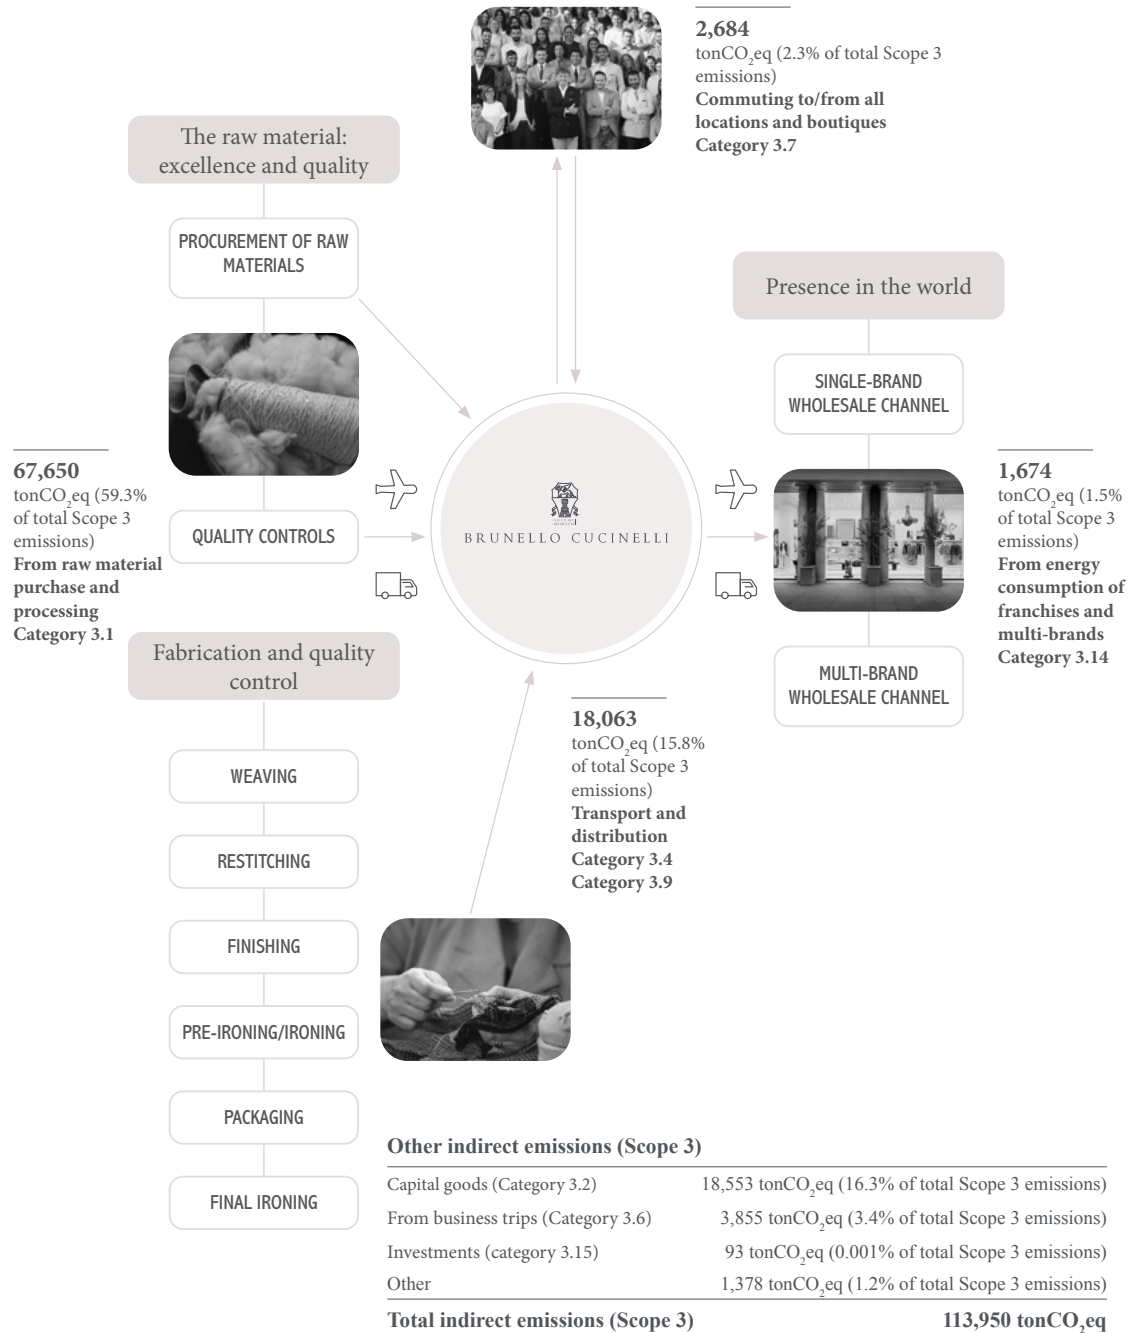 2,684
tonCO₂eq (2.3% of total Scope 3
emissions)
Commuting to/from all
locations and boutiques
Category 3.7
The raw material:
excellence and quality
PROCUREMENT OF RAW
MATERIALS
QUALITY CONTROLS
67,650
tonCO₂eq (59.3%
of total Scope 3
emissions)
From raw material
purchase and
processing
Category 3.1
BRUNELLO CUCINELLI
Presence in the world
SINGLE-BRAND
WHOLESALE CHANNEL
MULTI-BRAND
WHOLESALE CHANNEL
1,674
tonCO₂eq (1.5%
of total Scope 3
emissions)
From energy
consumption of
franchises and
multi-brands
Category 3.14
Fabrication and quality
control
WEAVING
RESTITCHING
FINISHING
PRE-IRONING/IRONING
PACKAGING
FINAL IRONING
18,063
tonCO₂eq (15.8%
of total Scope 3
emissions)
Transport and
distribution
Category 3.4
Category 3.9
Other indirect emissions (Scope 3)
Capital goods (Category 3.2) 18,553 tonCO₂eq (16.3% of total Scope 3 emissions)
From business trips (Category 3.6) 3,855 tonCO₂eq (3.4% of total Scope 3 emissions)
Investments (category 3.15) 93 tonCO₂eq (0.001% of total Scope 3 emissions)
Other 1,378 tonCO₂eq (1.2% of total Scope 3 emissions)
Total indirect emissions (Scope 3) 113,950 tonCO₂eq